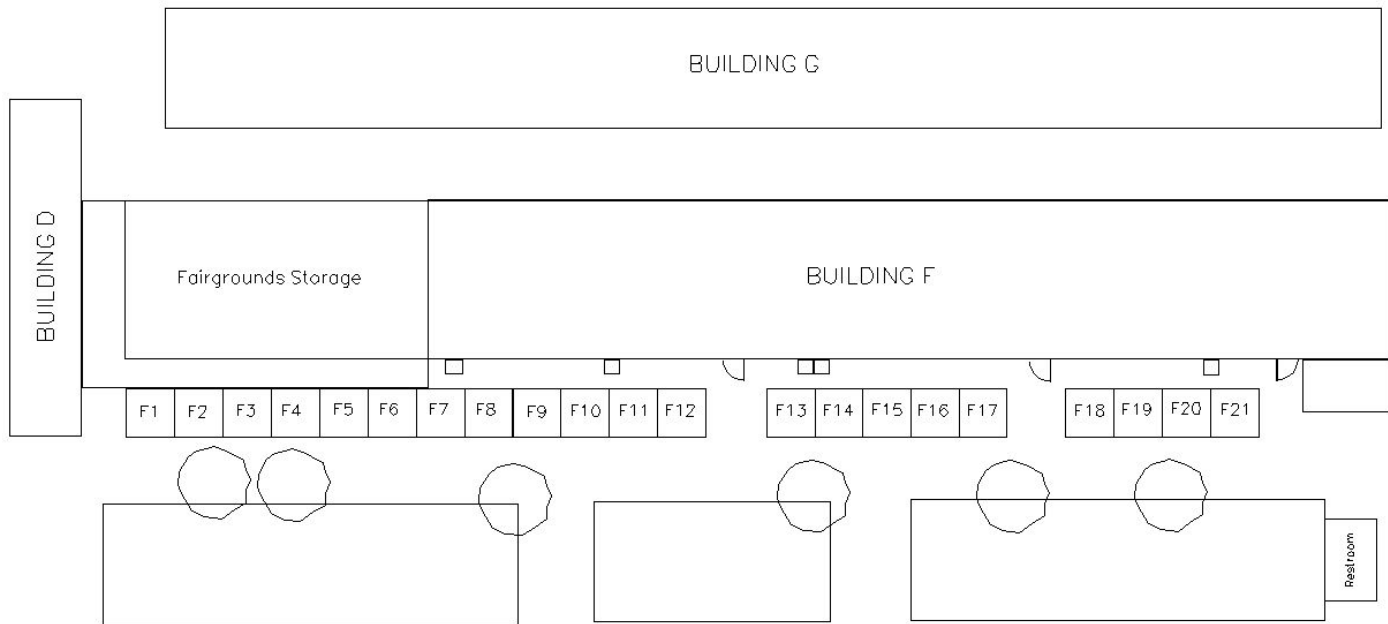 BUILDING G
BUILDING D
Fairgrounds Storage
BUILDING F
F1 F2 F3 F4 F5 F6 F7 F8 F9 F10 F11 F12 F13 F14 F15 F16 F17 F18 F19 F20 F21
Restroom